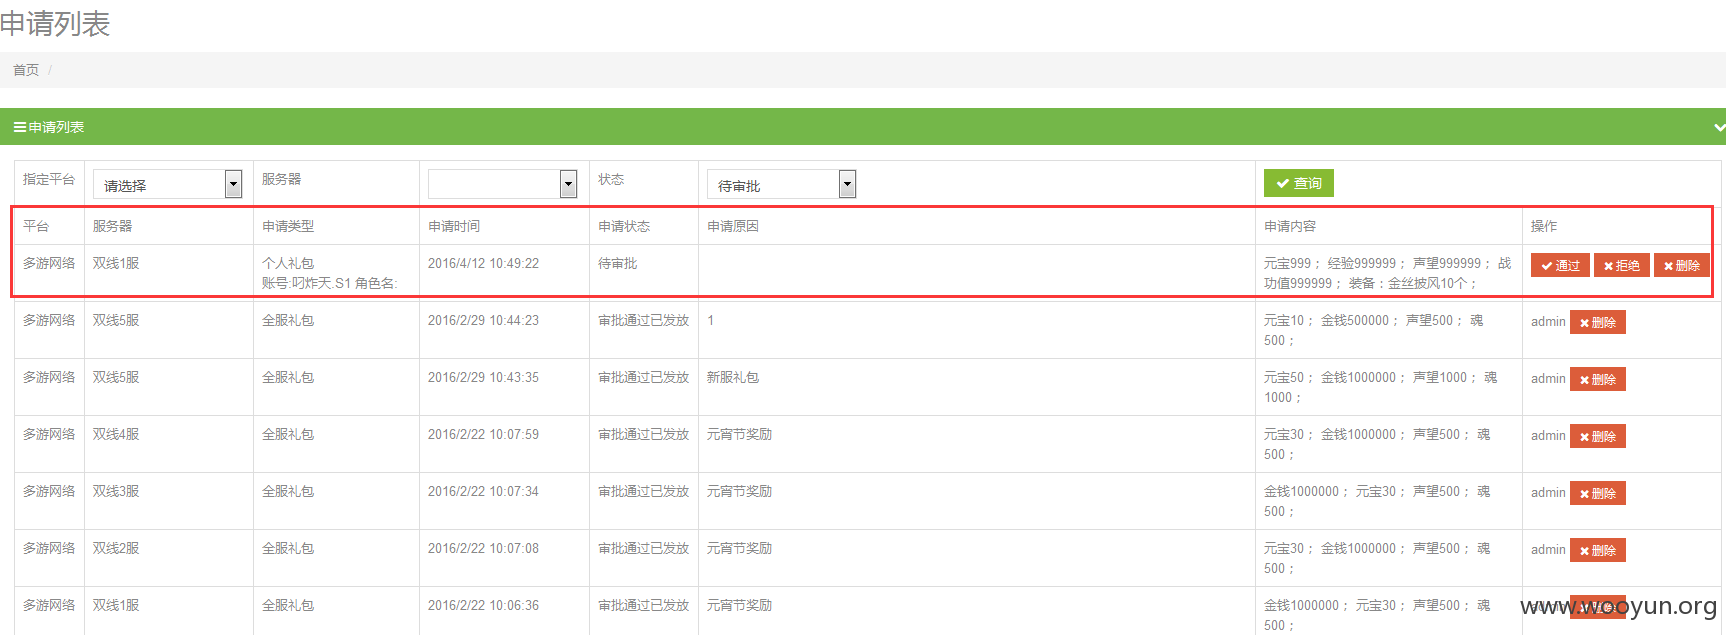 申请列表
首页 /
申请列表
指定平台 请选择 服务器 状态 待审批 查询
平台 服务器 申请类型 申请时间 申请状态 申请原因 申请内容 操作
多游网络 双线1服 个人礼包 2016/4/12 10:49:22 待审批 元宝999； 经验999999； 声望999999； 战 通过 拒绝 删除
账号:叼炸天.S1 角色名: 功值999999； 装备：金丝披风10个；
多游网络 双线5服 全服礼包 2016/2/29 10:44:23 审批通过已发放 1 元宝10； 金钱500000； 声望500； 魂 admin 删除
500；
多游网络 双线5服 全服礼包 2016/2/29 10:43:35 审批通过已发放 新服礼包 元宝50； 金钱1000000； 声望1000； 魂 admin 删除
1000；
多游网络 双线4服 全服礼包 2016/2/22 10:07:59 审批通过已发放 元宵节奖励 元宝30； 金钱1000000； 声望500； 魂 admin 删除
500；
多游网络 双线3服 全服礼包 2016/2/22 10:07:34 审批通过已发放 元宵节奖励 金钱1000000； 元宝30； 声望500； 魂 admin 删除
500；
多游网络 双线2服 全服礼包 2016/2/22 10:07:08 审批通过已发放 元宵节奖励 元宝30； 金钱1000000； 声望500； 魂 admin 删除
500；
多游网络 双线1服 全服礼包 2016/2/22 10:06:36 审批通过已发放 元宵节奖励 金钱1000000； 元宝30； 声望500； 魂 admin 删除
500；
www.wooyun.org